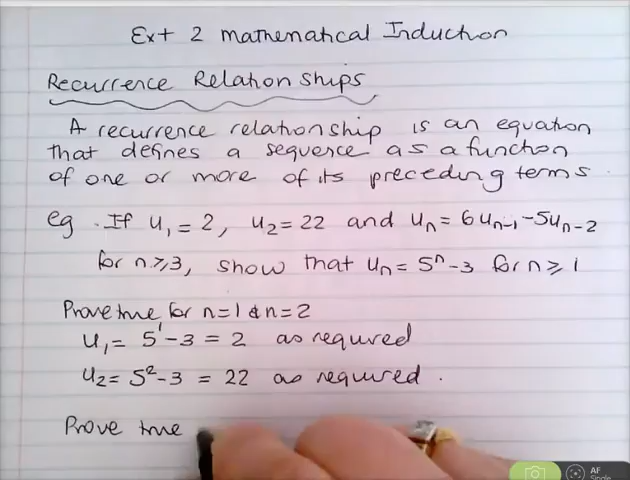 Ext 2 Mathematical Induction
Recurrence Relationships
A recurrence relationship is an equation
that defines a sequence as a function
of one or more of its preceding terms.
eg. If u₁ = 2, u₂ = 22 and uₙ = 6uₙ₋₁ - 5uₙ₋₂
for n ≥ 3, show that uₙ = 5ⁿ - 3 for n ≥ 1
Prove true for n=1 & n=2
u₁ = 5¹ - 3 = 2 as required
u₂ = 5² - 3 = 22 as required.
Prove true
AF
Single